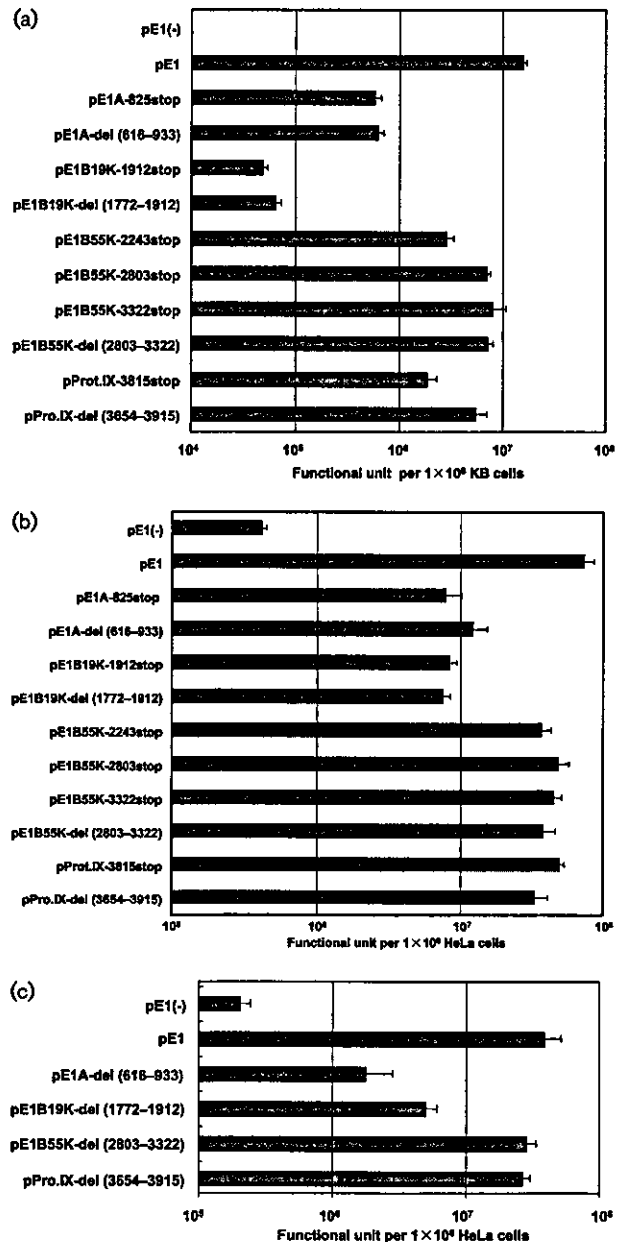 (a)
pE1(-)
pE1
pE1A-825stop
pE1A-del (616–933)
pE1B19K-1912stop
pE1B19K-del (1772–1912)
pE1B55K-2243stop
pE1B55K-2803stop
pE1B55K-3322stop
pE1B55K-del (2803–3322)
pProt.IX-3815stop
pPro.IX-del (3654–3915)
10⁴ 10⁵ 10⁶ 10⁷ 10⁸
Functional unit per 1×10⁶ KB cells
(b)
pE1(-)
pE1
pE1A-825stop
pE1A-del (616–933)
pE1B19K-1912stop
pE1B19K-del (1772–1912)
pE1B55K-2243stop
pE1B55K-2803stop
pE1B55K-3322stop
pE1B55K-del (2803–3322)
pProt.IX-3815stop
pPro.IX-del (3654–3915)
10⁵ 10⁶ 10⁷ 10⁸
Functional unit per 1×10⁶ HeLa cells
(c)
pE1(-)
pE1
pE1A-del (616–933)
pE1B19K-del (1772–1912)
pE1B55K-del (2803–3322)
pPro.IX-del (3654–3915)
10⁵ 10⁶ 10⁷ 10⁸
Functional unit per 1×10⁶ HeLa cells